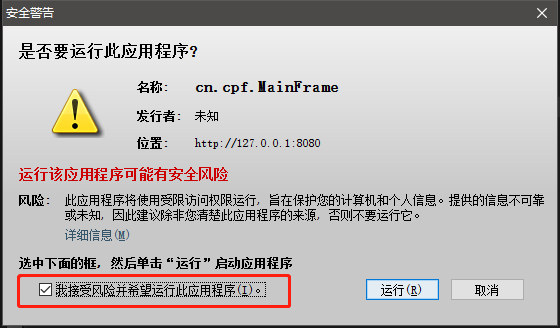 安全警告
是否要运行此应用程序?
名称: cn.cpf.MainFrame
发行者: 未知
位置: http://127.0.0.1:8080
运行该应用程序可能有安全风险
风险: 此应用程序将使用受限访问权限运行，旨在保护您的计算机和个人信息。提供的信息不可靠
或未知，因此建议除非您清楚此应用程序的来源，否则不要运行它。
详细信息(M)
选中下面的框，然后单击“运行”启动应用程序
我接受风险并希望运行此应用程序(I)。
运行(R) 取消